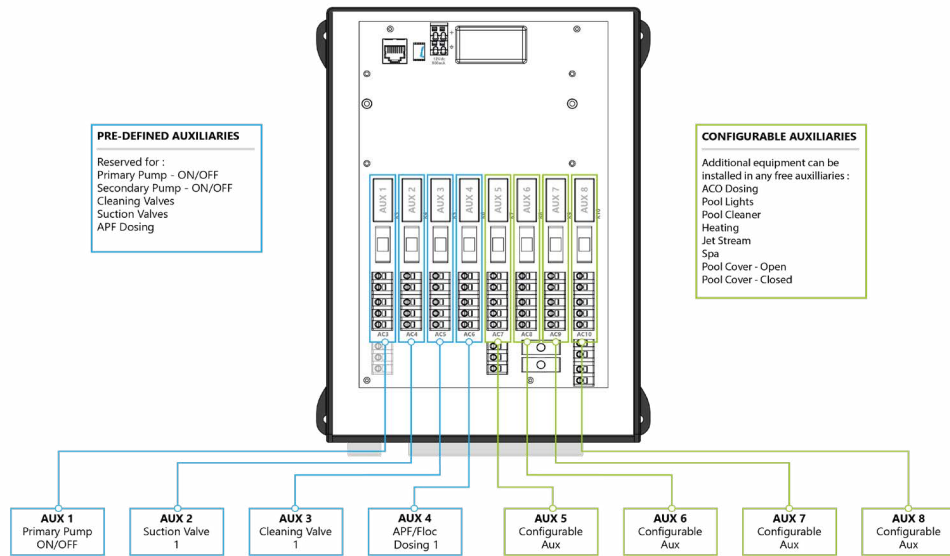 PRE-DEFINED AUXILIARIES
Reserved for :
Primary Pump - ON/OFF
Secondary Pump - ON/OFF
Cleaning Valves
Suction Valves
APF Dosing
CONFIGURABLE AUXILIARIES
Additional equipment can be
installed in any free auxilliaries :
ACO Dosing
Pool Lights
Pool Cleaner
Heating
Jet Stream
Spa
Pool Cover - Open
Pool Cover - Closed
AUX 1
AUX 2
AUX 3
AUX 4
AUX 5
AUX 6
AUX 7
AUX 8
AC3
AC4
AC5
AC6
AC7
AC8
AC9
AC10
AUX 1
Primary Pump
ON/OFF
AUX 2
Suction Valve
1
AUX 3
Cleaning Valve
1
AUX 4
APF/Floc
Dosing 1
AUX 5
Configurable
Aux
AUX 6
Configurable
Aux
AUX 7
Configurable
Aux
AUX 8
Configurable
Aux